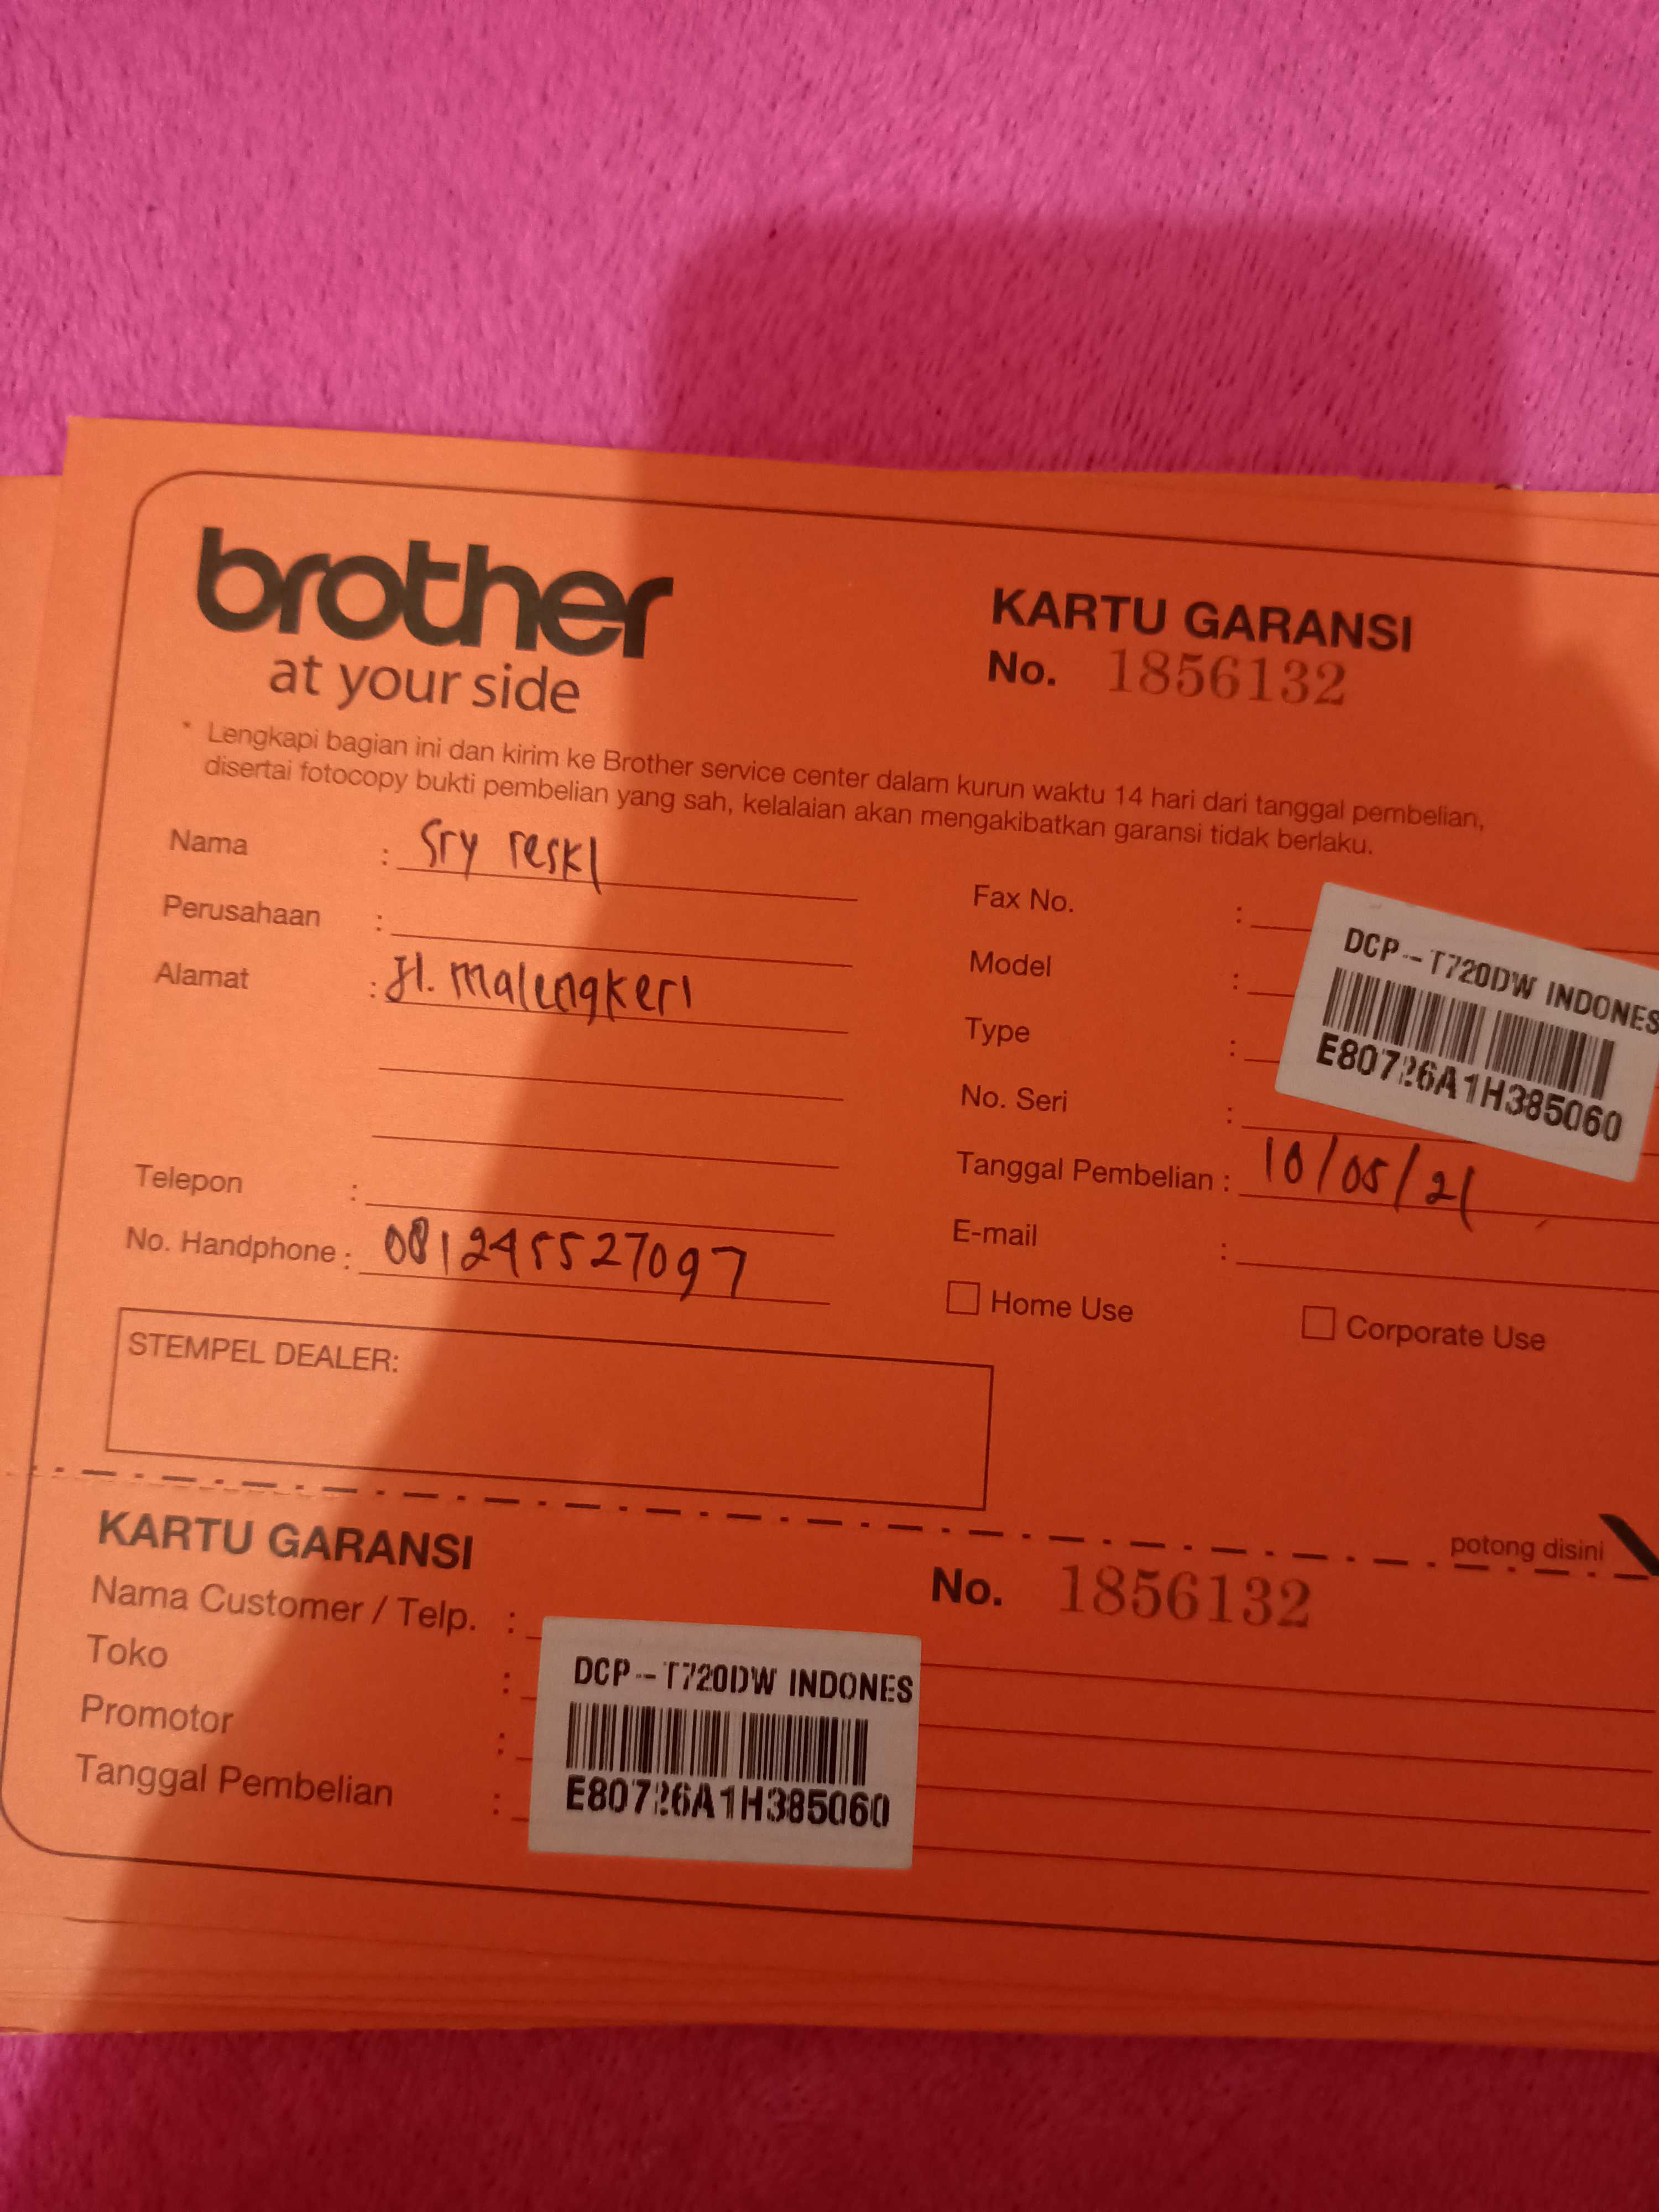 brother
at your side
KARTU GARANSI
No. 1856132
* Lengkapi bagian ini dan kirim ke Brother service center dalam kurun waktu 14 hari dari tanggal pembelian,
disertai fotocopy bukti pembelian yang sah, kelalaian akan mengakibatkan garansi tidak berlaku.
Nama : Sry reski
Perusahaan :
Alamat : Jl. malengkeri
Telepon :
No. Handphone : 081245527097
Fax No. :
Model :
Type :
No. Seri :
DCP-T720DW INDONES
E80726A1H385060
Tanggal Pembelian : 10/05/21
E-mail :
Home Use
Corporate Use
STEMPEL DEALER:
potong disini
KARTU GARANSI
No. 1856132
Nama Customer / Telp. :
Toko :
Promotor :
Tanggal Pembelian :
DCP-T720DW INDONES
E80726A1H385060